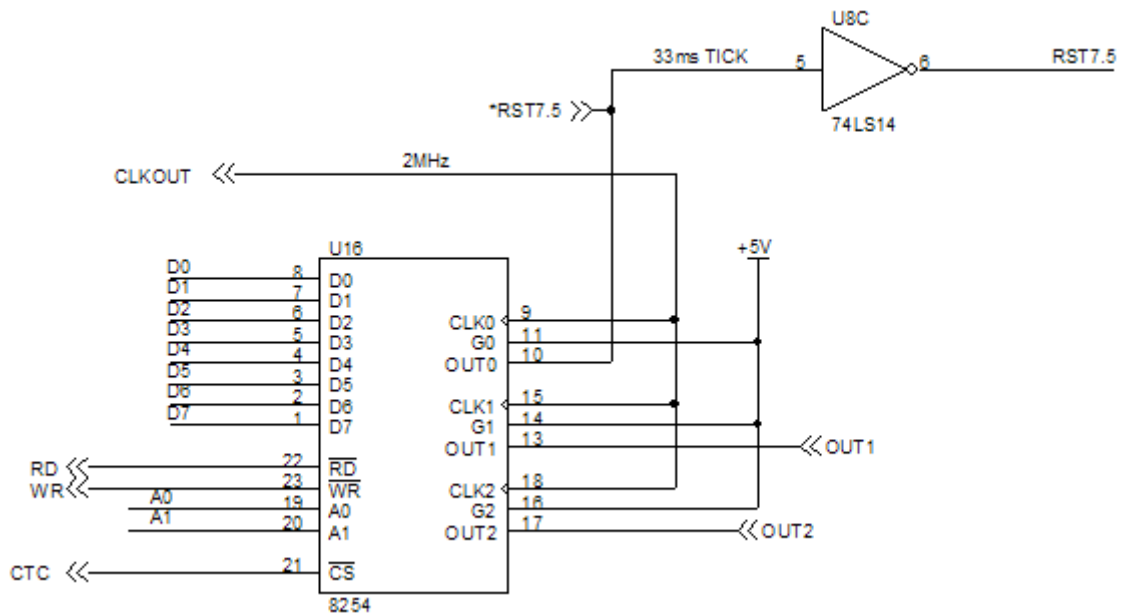 U8C
33ms TICK
5
6
RST7.5
*RST7.5
74LS14
CLKOUT
2MHz
U16
+5V
D0 8 D0
D1 7 D1
D2 6 D2
D3 5 D3
D4 4 D4
D5 3 D5
D6 2 D6
D7 1 D7
CLK0 9
G0 11
OUT0 10
CLK1 15
G1 14
OUT1 13 OUT1
RD 22 RD
WR 23 WR
A0 19 A0
A1 20 A1
CLK2 18
G2 16
OUT2 17 OUT2
CTC 21 CS
8254